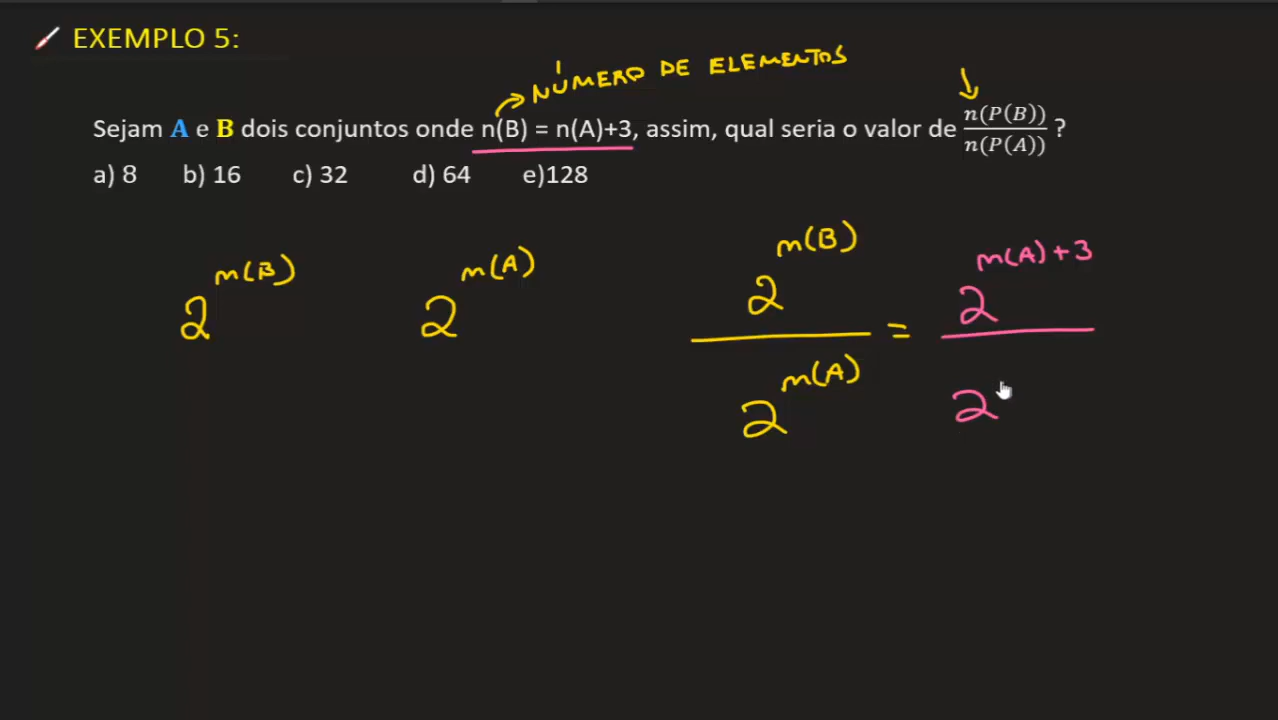 EXEMPLO 5:
NÚMERO DE ELEMENTOS
Sejam A e B dois conjuntos onde n(B) = n(A)+3, assim, qual seria o valor de n(P(B))/n(P(A)) ?
a) 8 b) 16 c) 32 d) 64 e)128
2^n(B) 2^n(A) 2^n(B)/2^n(A) = 2^n(A)+3/2